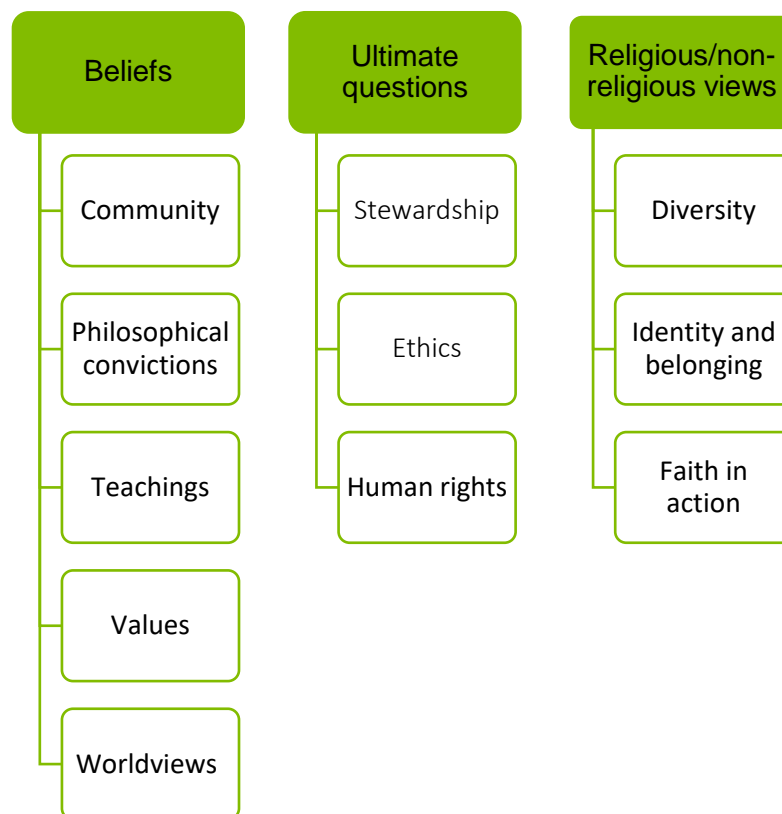 Beliefs
Community
Philosophical
convictions
Teachings
Values
Worldviews
Ultimate
questions
Stewardship
Ethics
Human rights
Religious/non-
religious views
Diversity
Identity and
belonging
Faith in
action